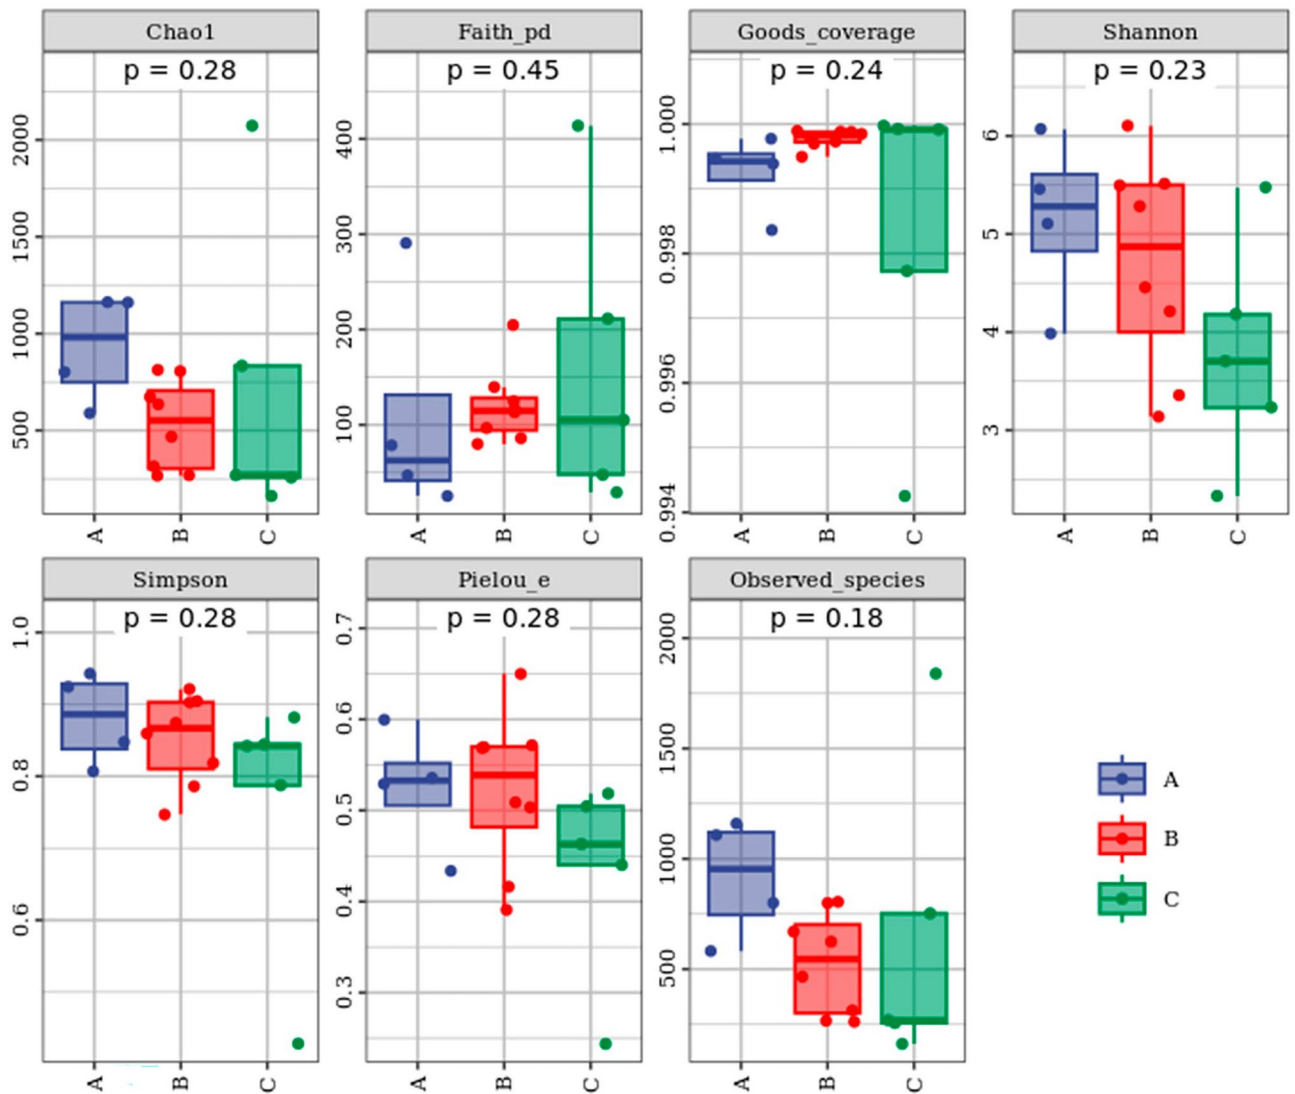 Chao1
p = 0.28
2000
1500
1000
500
A B C
Faith_pd
p = 0.45
400
300
200
100
A B C
Goods_coverage
p = 0.24
1.000
0.998
0.996
0.994
A B C
Shannon
p = 0.23
6
5
4
3
A B C
Simpson
p = 0.28
1.0
0.8
0.6
A B C
Pielou_e
p = 0.28
0.7
0.6
0.5
0.4
0.3
A B C
Observed_species
p = 0.18
2000
1500
1000
500
A B C
A
B
C